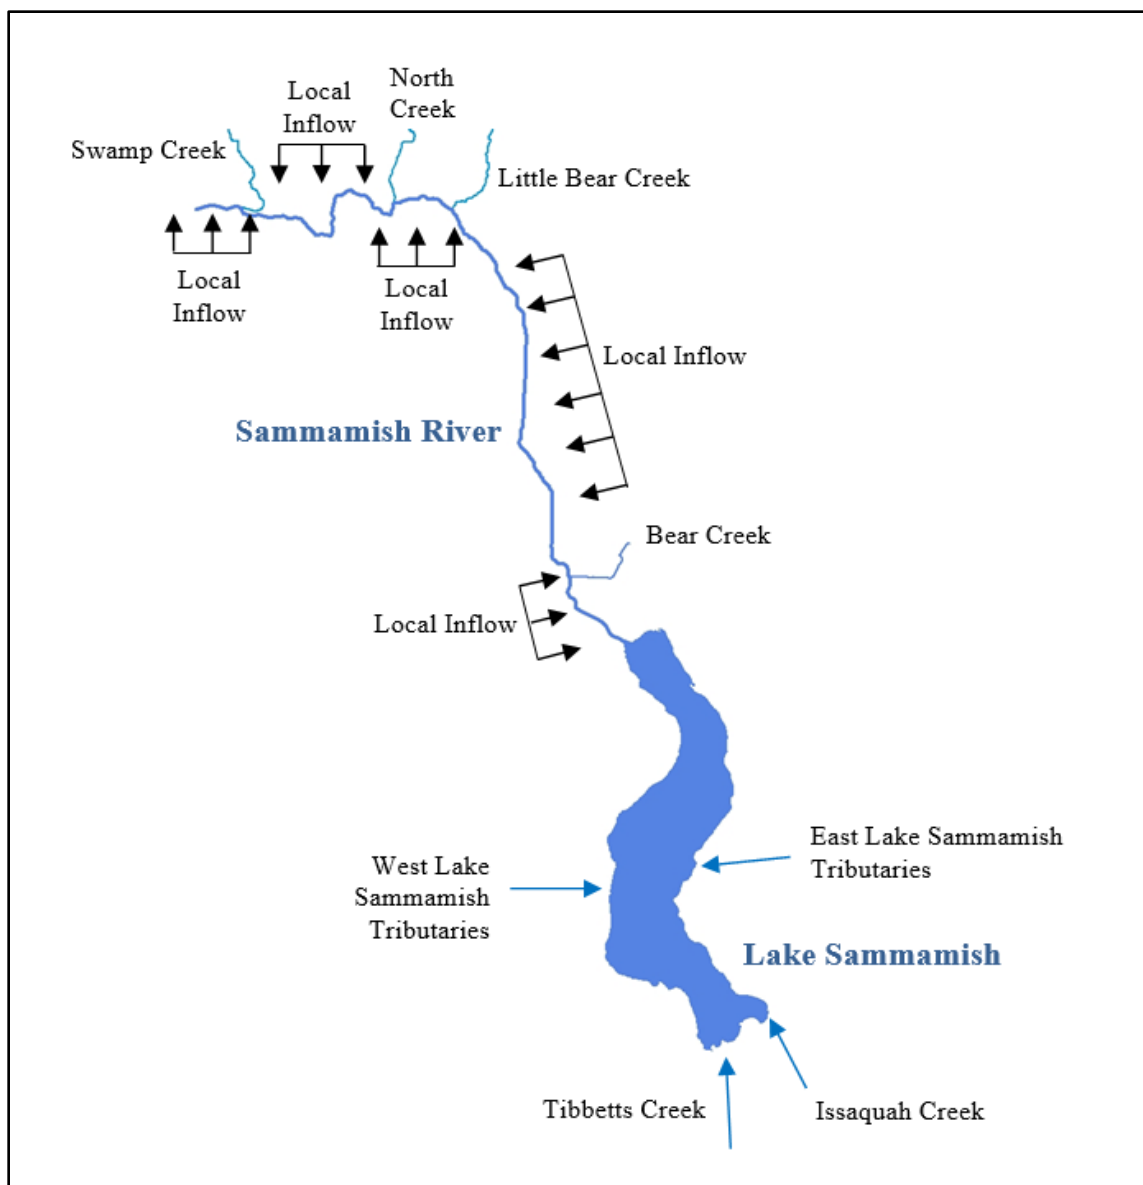 North
Creek
Local
Inflow
Swamp Creek
Little Bear Creek
Local
Inflow
Local
Inflow
Local Inflow
Sammamish River
Bear Creek
Local Inflow
East Lake Sammamish
Tributaries
West Lake
Sammamish
Tributaries
Lake Sammamish
Tibbetts Creek
Issaquah Creek